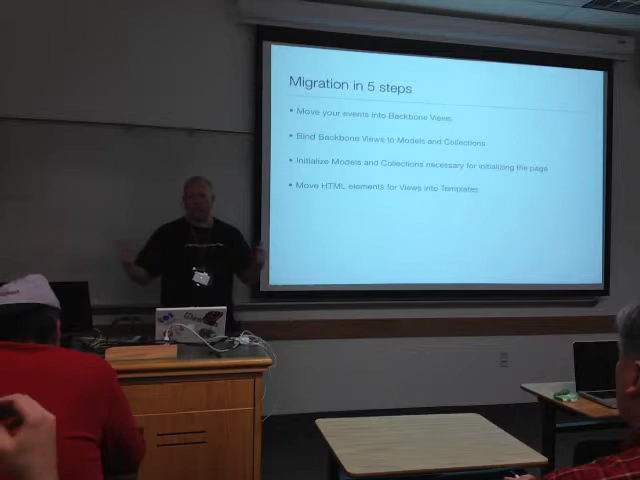 Migration in 5 steps
• Move your events into Backbone Views.
• Bind Backbone Views to Models and Collections
• Initialize Models and Collections necessary for initializing the page
• Move HTML elements for Views into Templates